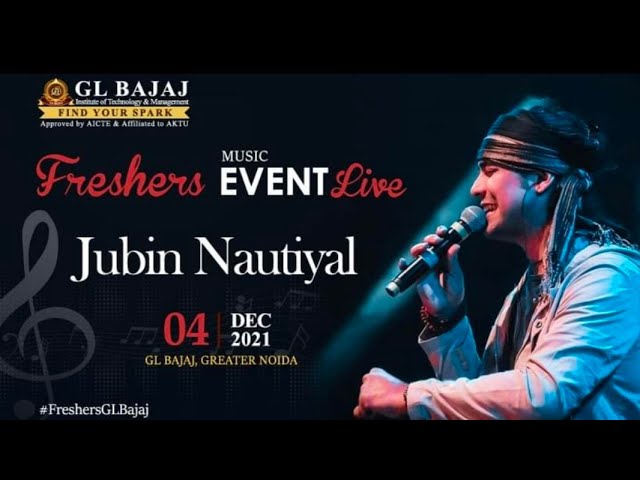 GL BAJAJ
Institute of Technology & Management
FIND YOUR SPARK
Approved by AICTE & Affiliated to AKTU
Freshers MUSIC EVENT Live
Jubin Nautiyal
04 DEC 2021
GL BAJAJ, GREATER NOIDA
#FreshersGLBajaj